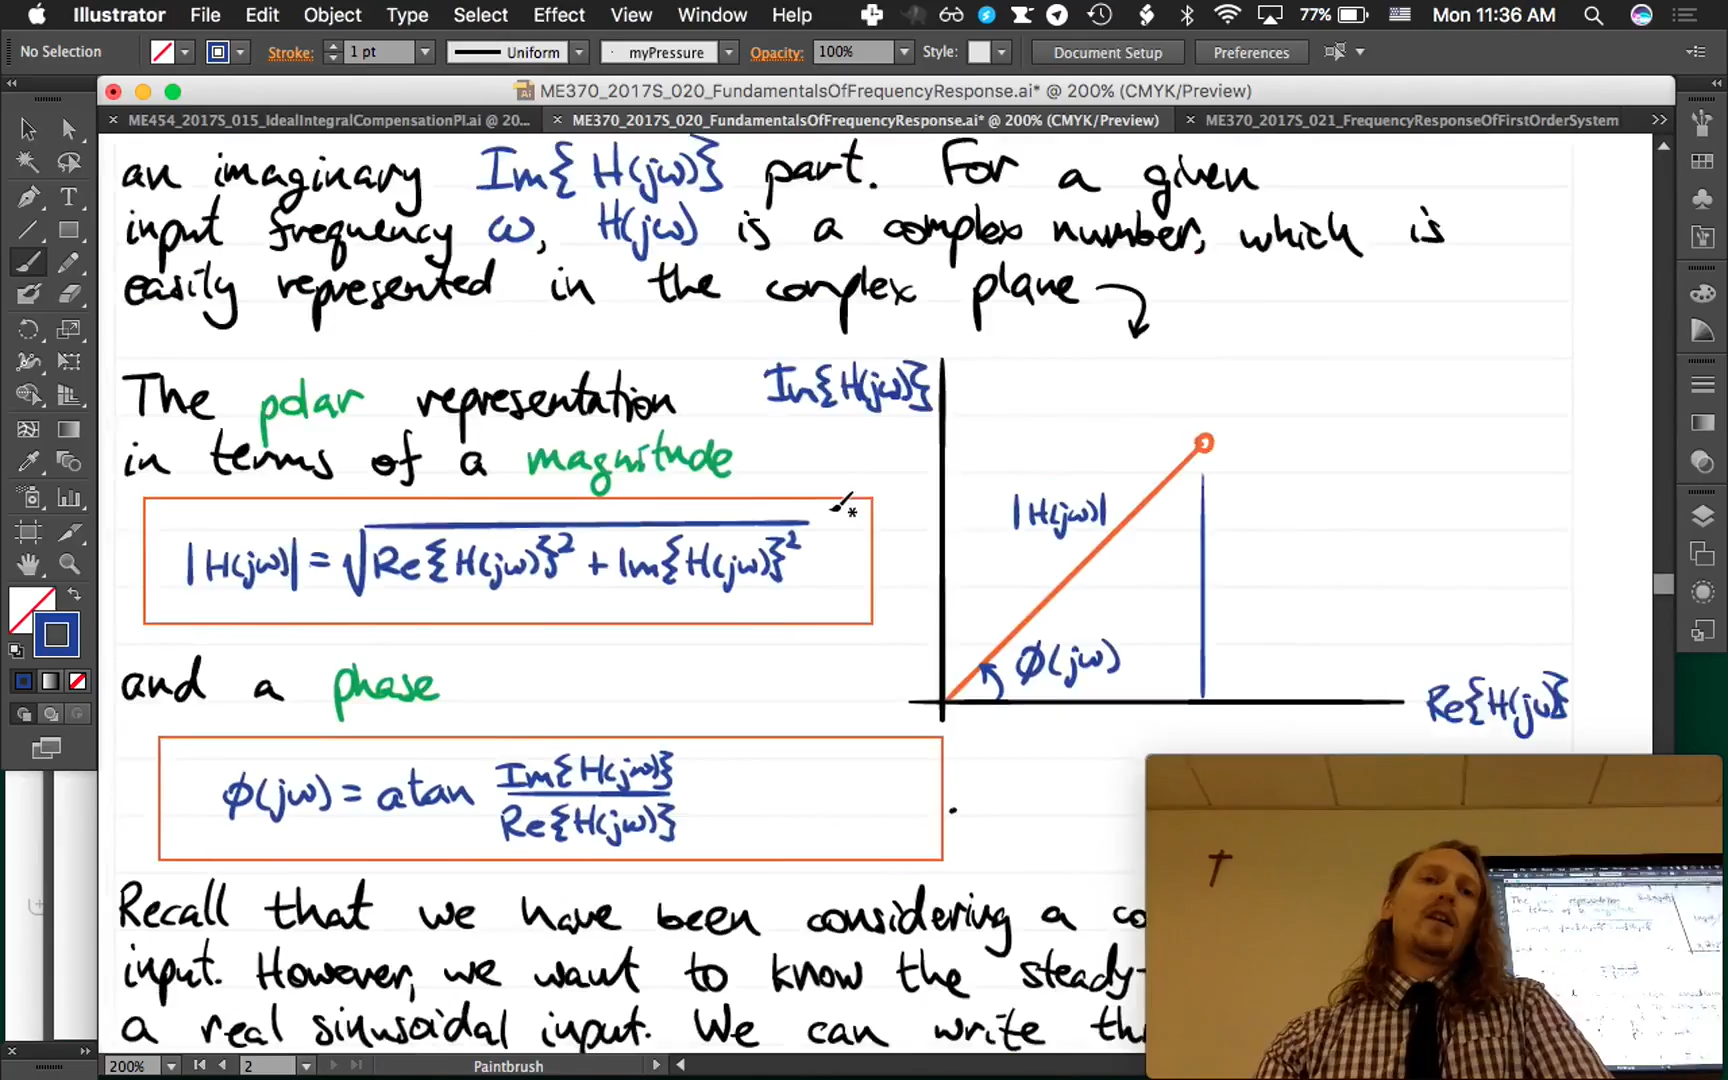 Illustrator File Edit Object Type Select Effect View Window Help 77% Mon 11:36 AM
No Selection Stroke: 1 pt Uniform myPressure Opacity: 100% Style: Document Setup Preferences
ME370_2017S_020_FundamentalsOfFrequencyResponse.ai* @ 200% (CMYK/Preview)
ME454_2017S_015_IdealIntegralCompensationPI.ai @ 20... ME370_2017S_020_FundamentalsOfFrequencyResponse.ai* @ 200% (CMYK/Preview) ME370_2017S_021_FrequencyResponseOfFirstOrderSystem
an imaginary Im{H(jω)} part. For a given
input frequency ω, H(jω) is a complex number, which is
easily represented in the complex plane
The polar representation
in terms of a magnitude
|H(jω)| = √Re{H(jω)}² + Im{H(jω)}²
and a phase
ϕ(jω) = atan Im{H(jω)}
Re{H(jω)}
.
Im{H(jω)}
|H(jω)|
ϕ(jω)
Re{H(jω)}
Recall that we have been considering a co
input. However, we want to know the steady-
a real sinusoidal input. We can write th
200% 2 Paintbrush